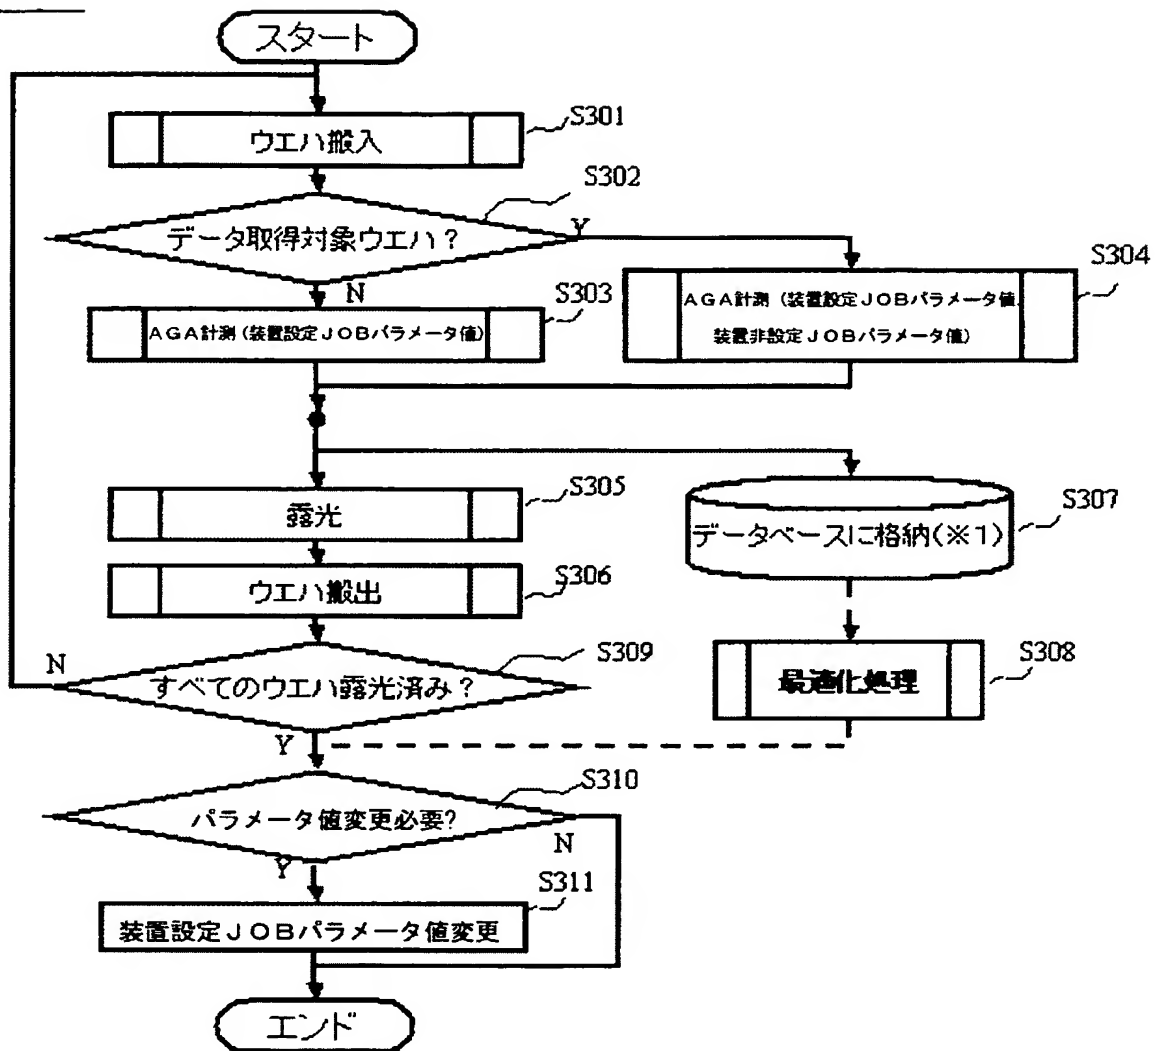 スタート
ウエハ搬入
S301
S302
データ取得対象ウエハ？
Y
N
S303
AGA計測（装置設定JOBパラメータ値）
S304
AGA計測（装置設定JOBパラメータ値
装置非設定JOBパラメータ値）
S305
露光
S307
データベースに格納(※1)
S306
ウエハ搬出
S309
N
すべてのウエハ露光済み？
S308
最適化処理
Y
S310
パラメータ値変更必要?
N
Y
S311
装置設定JOBパラメータ値変更
エンド